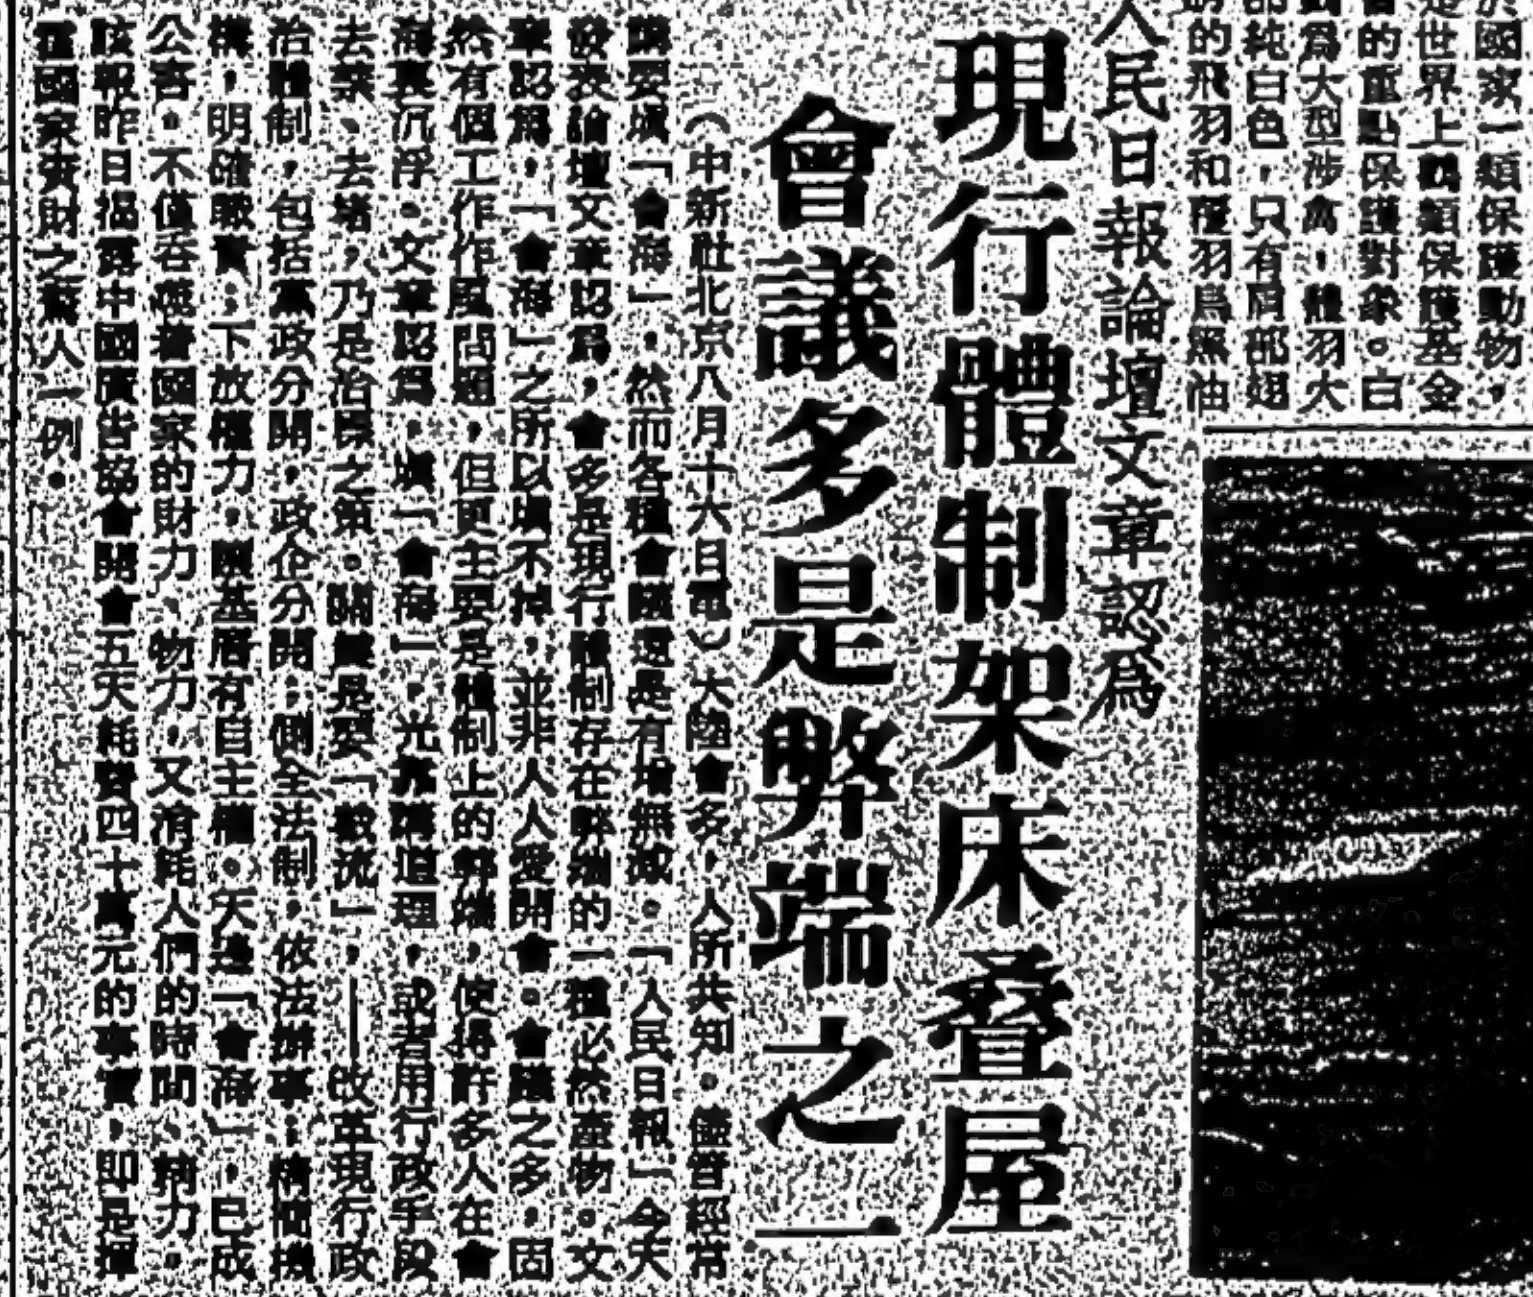 於國家一類保護動物，
是世界上鶴類保護基金
的重點保護對象。白
爲大型涉禽，體羽大
部純白色，只有肩部翅
的飛羽和 羽爲黑
人民日報論壇文章認爲
現行體制架床叠屋
會議多是弊端之一
（中新社北京八月十六日電）大陸會多，人所共知。儘管經常
講要減「會海」，然而各種會議還是有增無減。「人民日報」今天
發表論壇文章認爲，會多是現行體制存在弊端的一種必然產物。文
章認爲，「會海」之所以填不掉，並非人人愛開會。會議之多，固
然有個工作作風問題，但更主要是體制上的弊端，使得許多人在會
海裏沉浮。文章認爲，填「會海」，光靠講道理，或者用行政手段
去禁、去堵，乃是治標之策。關鍵是要「截流」，——改革現行政
治體制，包括黨政分開，政企分開；健全法制，依法辦事；精簡機
構，明確職責；下放權力，讓基層有自主權。大造「會海」，已成
公害。不僅吞噬着國家的財力、物力，又消耗人們的時間、精力。
該報昨日揭露中國廣告協會開會五天耗資四十萬元的事實，即是揮
霍國家資財之驚人一例。